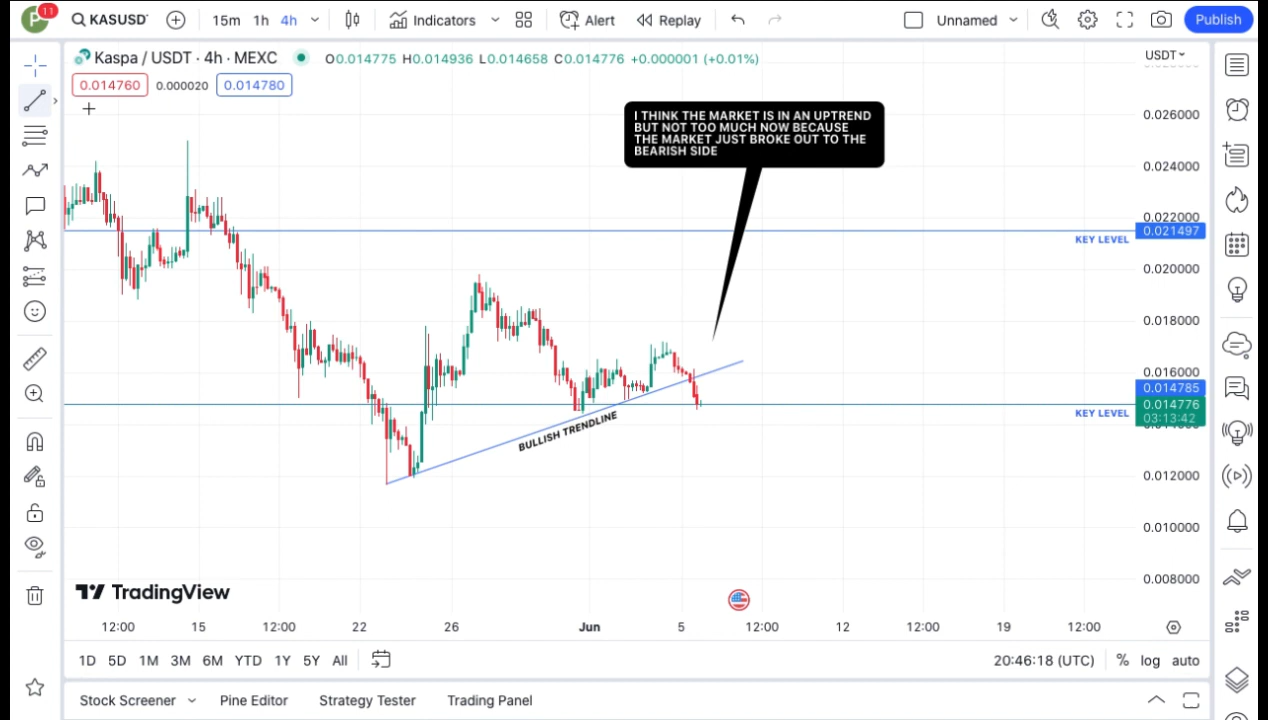 11
P
KASUSDT
15m 1h 4h
Indicators
Alert
Replay
Unnamed
Publish
Kaspa / USDT · 4h · MEXC
O0.014775 H0.014936 L0.014658 C0.014776 +0.000001 (+0.01%)
USDT
0.014760 0.000020 0.014780
I THINK THE MARKET IS IN AN UPTREND
BUT NOT TOO MUCH NOW BECAUSE
THE MARKET JUST BROKE OUT TO THE
BEARISH SIDE
0.026000
0.024000
0.022000
0.021497
KEY LEVEL
0.020000
0.018000
0.016000
0.014785
0.014776
03:13:42
KEY LEVEL
BULLISH TRENDLINE
0.012000
0.010000
0.008000
TradingView
12:00 15 12:00 22 26 Jun 5 12:00 12 12:00 19 12:00
1D 5D 1M 3M 6M YTD 1Y 5Y All
20:46:18 (UTC) % log auto
Stock Screener Pine Editor Strategy Tester Trading Panel